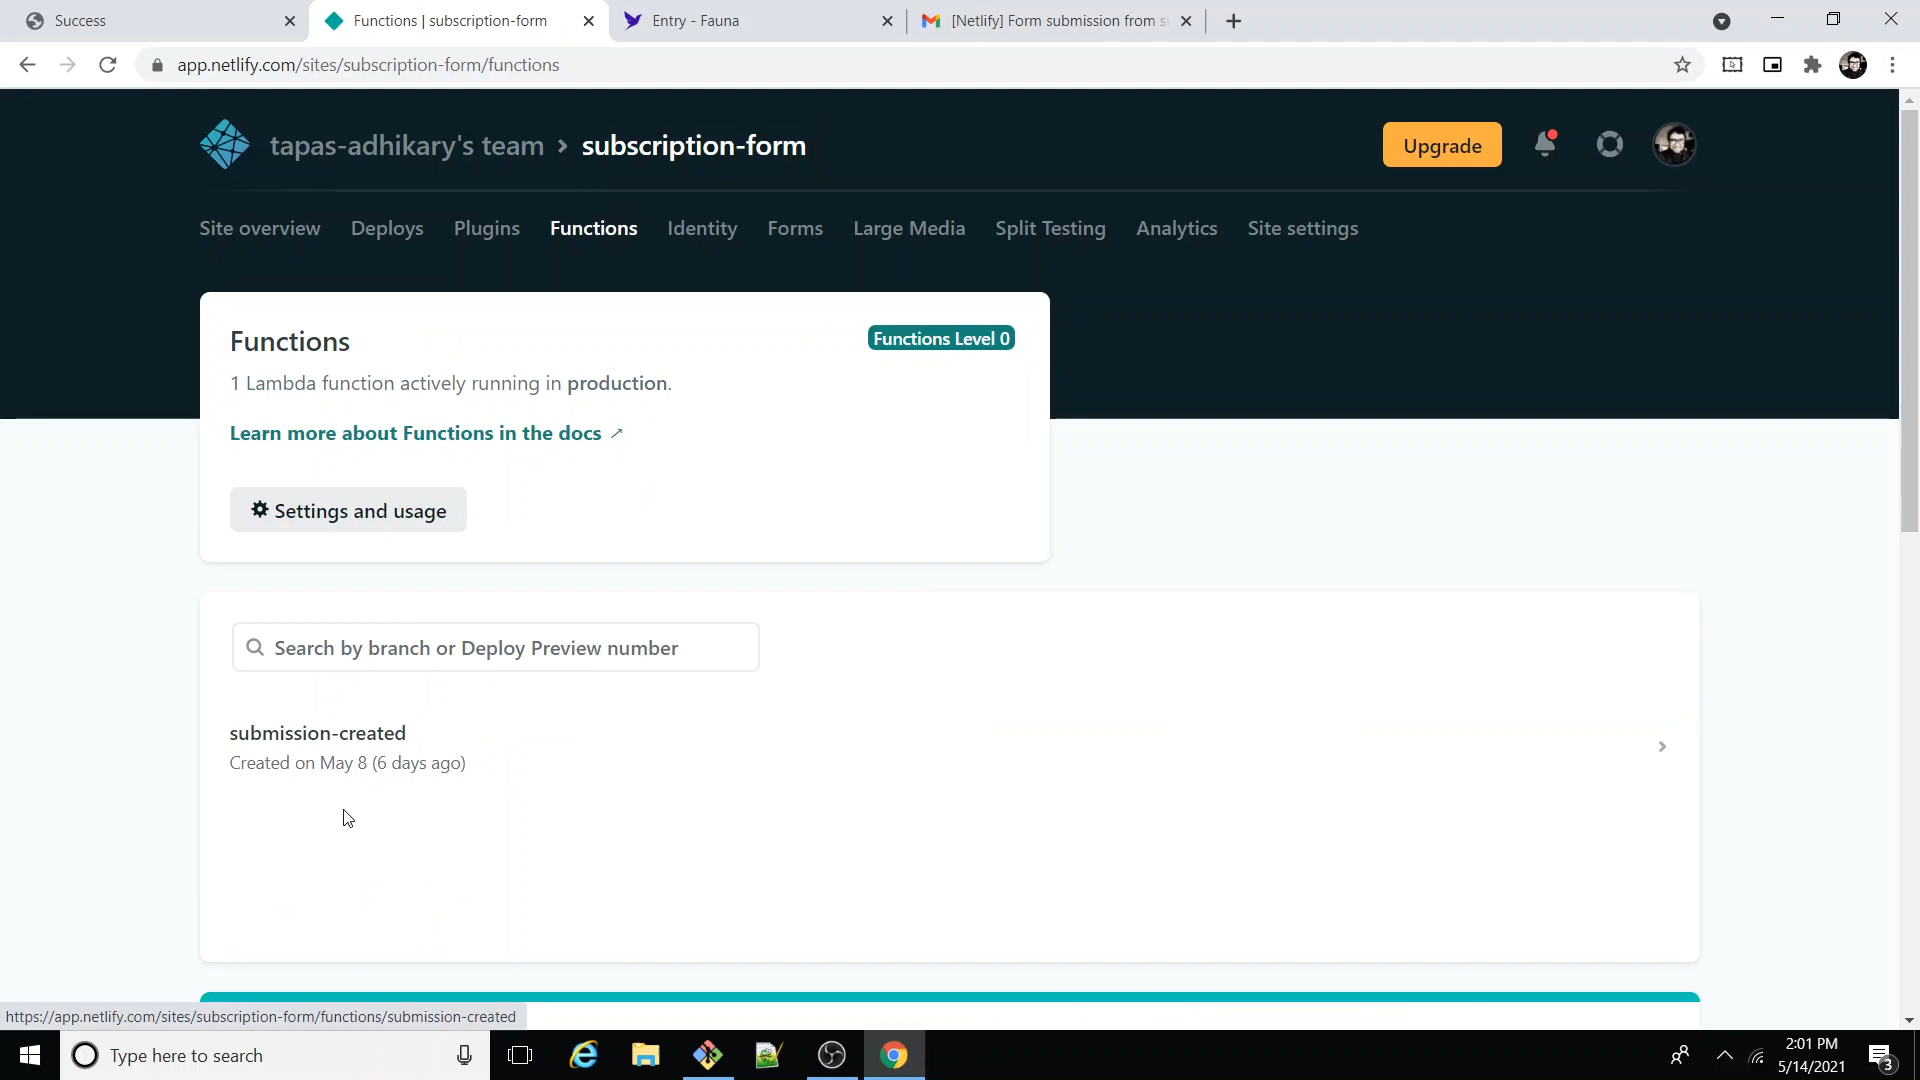 Success
Functions | subscription-form
Entry - Fauna
[Netlify] Form submission from s
app.netlify.com/sites/subscription-form/functions
tapas-adhikary's team > subscription-form
Upgrade
Site overview Deploys Plugins Functions Identity Forms Large Media Split Testing Analytics Site settings
Functions
Functions Level 0
1 Lambda function actively running in production.
Learn more about Functions in the docs ↗
Settings and usage
Search by branch or Deploy Preview number
submission-created
Created on May 8 (6 days ago)
https://app.netlify.com/sites/subscription-form/functions/submission-created
Type here to search
2:01 PM
5/14/2021
3